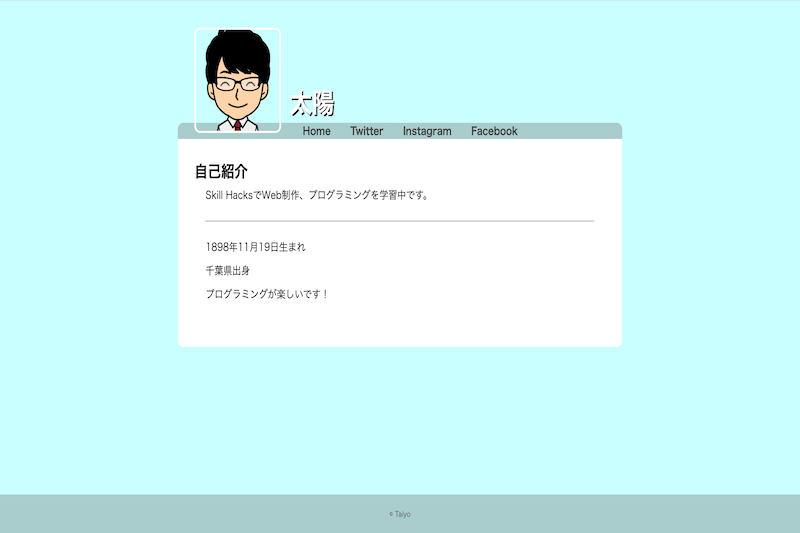 太陽
Home Twitter Instagram Facebook
自己紹介
Skill HacksでWeb制作、プログラミングを学習中です。
1898年11月19日生まれ
千葉県出身
プログラミングが楽しいです！
© Taiyo